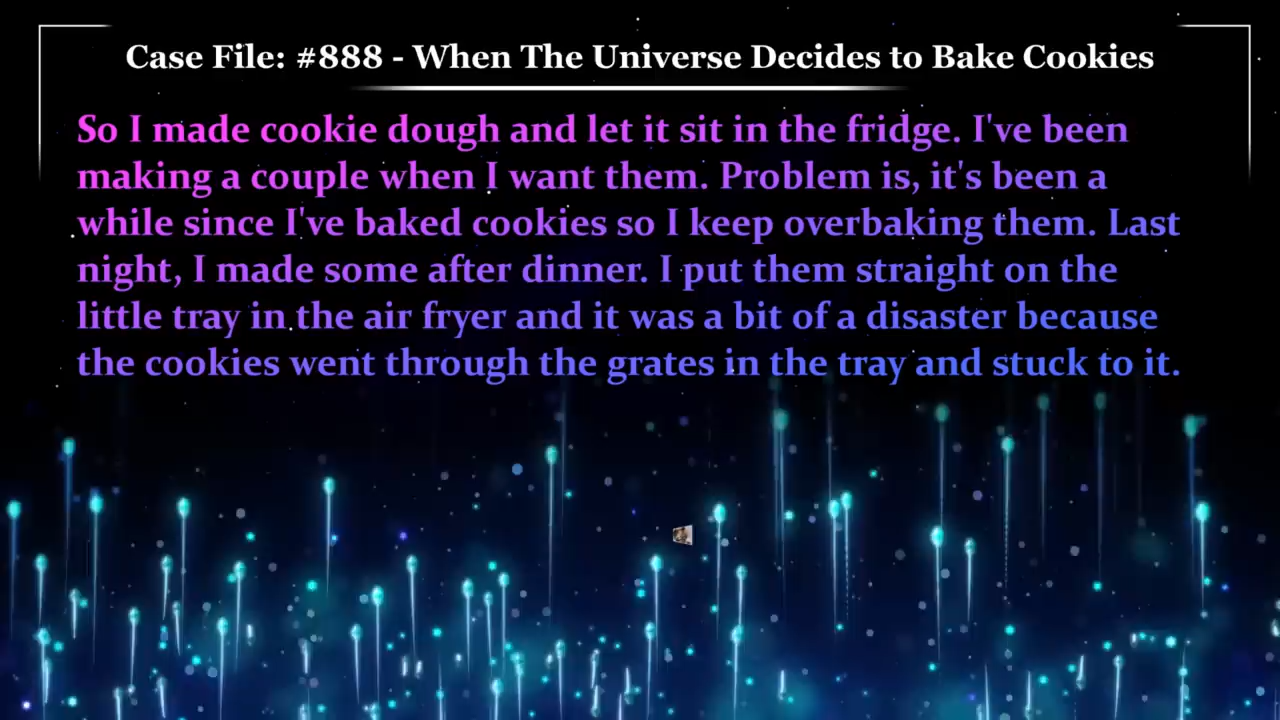 Case File: #888 - When The Universe Decides to Bake Cookies
So I made cookie dough and let it sit in the fridge. I've been
making a couple when I want them. Problem is, it's been a
while since I've baked cookies so I keep overbaking them. Last
night, I made some after dinner. I put them straight on the
little tray in the air fryer and it was a bit of a disaster because
the cookies went through the grates in the tray and stuck to it.